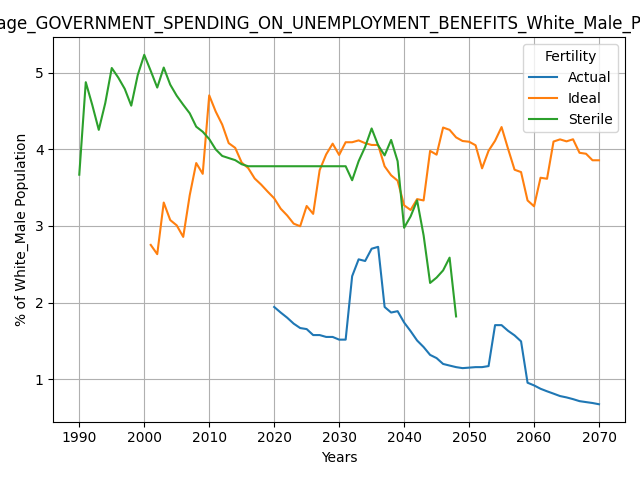 age_GOVERNMENT_SPENDING_ON_UNEMPLOYMENT_BENEFITS_White_Male_P
Fertility
Actual
Ideal
Sterile
% of White_Male Population
5
4
3
2
1
1990 2000 2010 2020 2030 2040 2050 2060 2070
Years